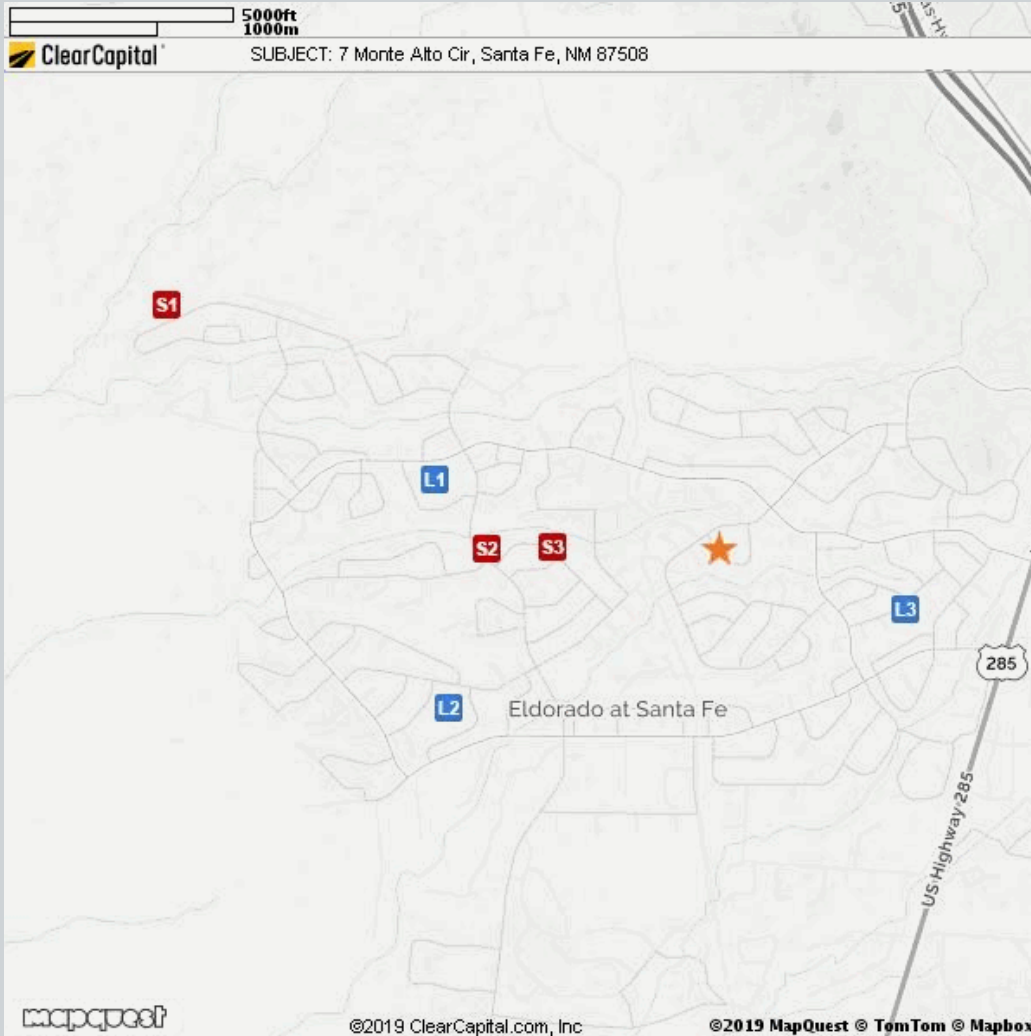 5000ft
1000m
ClearCapital
SUBJECT: 7 Monte Alto Cir, Santa Fe, NM 87508
S1
L1
S2
S3
L3
285
L2
Eldorado at Santa Fe
US Highway 285
mapquest
©2019 ClearCapital.com, Inc
©2019 MapQuest © TomTom © Mapbox